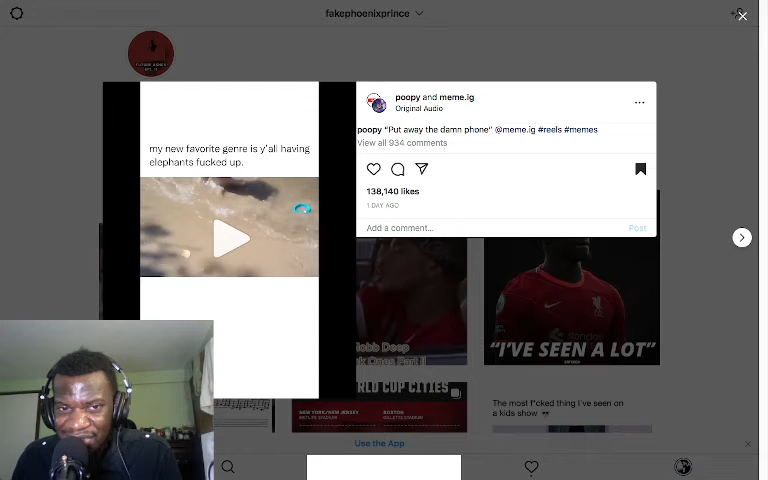 fakephoenixprince
my new favorite genre is y'all having
elephants fucked up.
poopy and meme.ig
Original Audio
poopy “Put away the damn phone” @meme.ig #reels #memes
View all 934 comments
138,140 likes
1 DAY AGO
Add a comment...
Post
“I'VE SEEN A LOT”
WORLD CUP CITIES
NEW YORK/NEW JERSEY
BOSTON
The most f*cked thing I've seen on
a kids show
Use the App